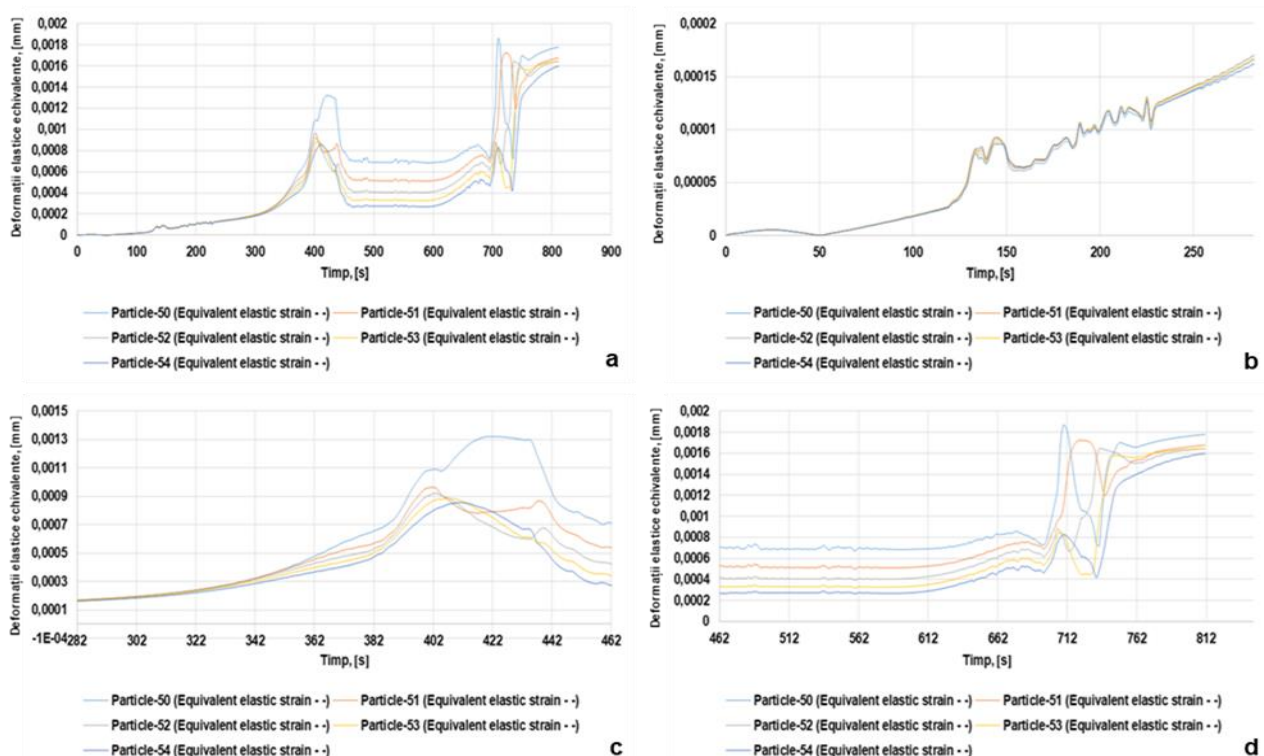 Deformații elastice echivalente, [mm]
0,002
0,0018
0,0016
0,0014
0,0012
0,001
0,0008
0,0006
0,0004
0,0002
0
0 100 200 300 400 500 600 700 800 900
Timp, [s]
Particle-50 (Equivalent elastic strain - -) Particle-51 (Equivalent elastic strain - -)
Particle-52 (Equivalent elastic strain - -) Particle-53 (Equivalent elastic strain - -)
Particle-54 (Equivalent elastic strain - -)
a
Deformații elastice echivalente, [mm]
0,0002
0,00015
0,0001
0,00005
0
0 50 100 150 200 250
Timp, [s]
Particle-50 (Equivalent elastic strain - -) Particle-51 (Equivalent elastic strain - -)
Particle-52 (Equivalent elastic strain - -) Particle-53 (Equivalent elastic strain - -)
Particle-54 (Equivalent elastic strain - -)
b
Deformații elastice echivalente, [mm]
0,0015
0,0013
0,0011
0,0009
0,0007
0,0005
0,0003
0,0001
-1E-04
282 302 322 342 362 382 402 422 442 462
Timp, [s]
Particle-50 (Equivalent elastic strain - -) Particle-51 (Equivalent elastic strain - -)
Particle-52 (Equivalent elastic strain - -) Particle-53 (Equivalent elastic strain - -)
Particle-54 (Equivalent elastic strain - -)
c
Deformații elastice echivalente, [mm]
0,002
0,0018
0,0016
0,0014
0,0012
0,001
0,0008
0,0006
0,0004
0,0002
0
462 512 562 612 662 712 762 812
Timp, [s]
Particle-50 (Equivalent elastic strain - -) Particle-51 (Equivalent elastic strain - -)
Particle-52 (Equivalent elastic strain - -) Particle-53 (Equivalent elastic strain - -)
Particle-54 (Equivalent elastic strain - -)
d